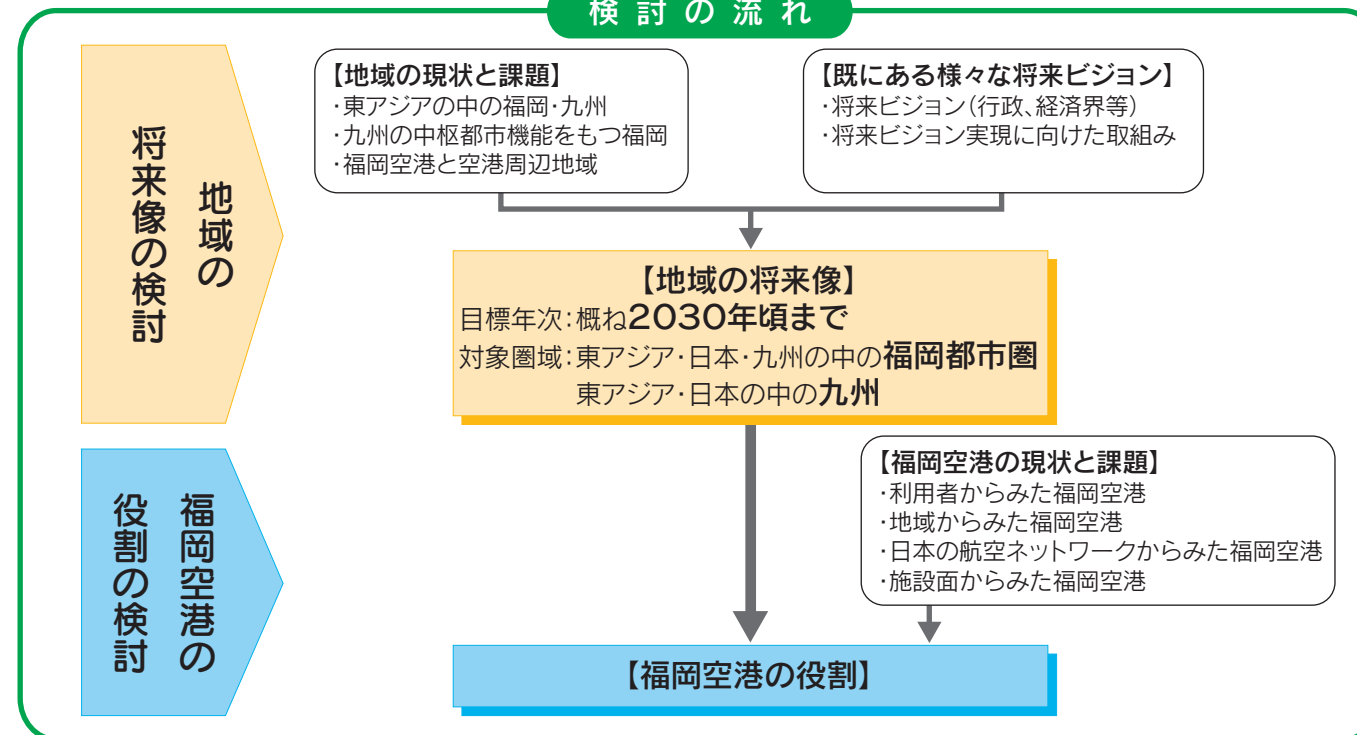 検討の流れ
地域の
将来像の検討
【地域の現状と課題】
・東アジアの中の福岡・九州
・九州の中枢都市機能をもつ福岡
・福岡空港と空港周辺地域
【既にある様々な将来ビジョン】
・将来ビジョン(行政、経済界等)
・将来ビジョン実現に向けた取組み
【地域の将来像】
目標年次:概ね2030年頃まで
対象圏域:東アジア・日本・九州の中の福岡都市圏
東アジア・日本の中の九州
福岡空港の
役割の検討
【福岡空港の現状と課題】
・利用者からみた福岡空港
・地域からみた福岡空港
・日本の航空ネットワークからみた福岡空港
・施設面からみた福岡空港
【福岡空港の役割】